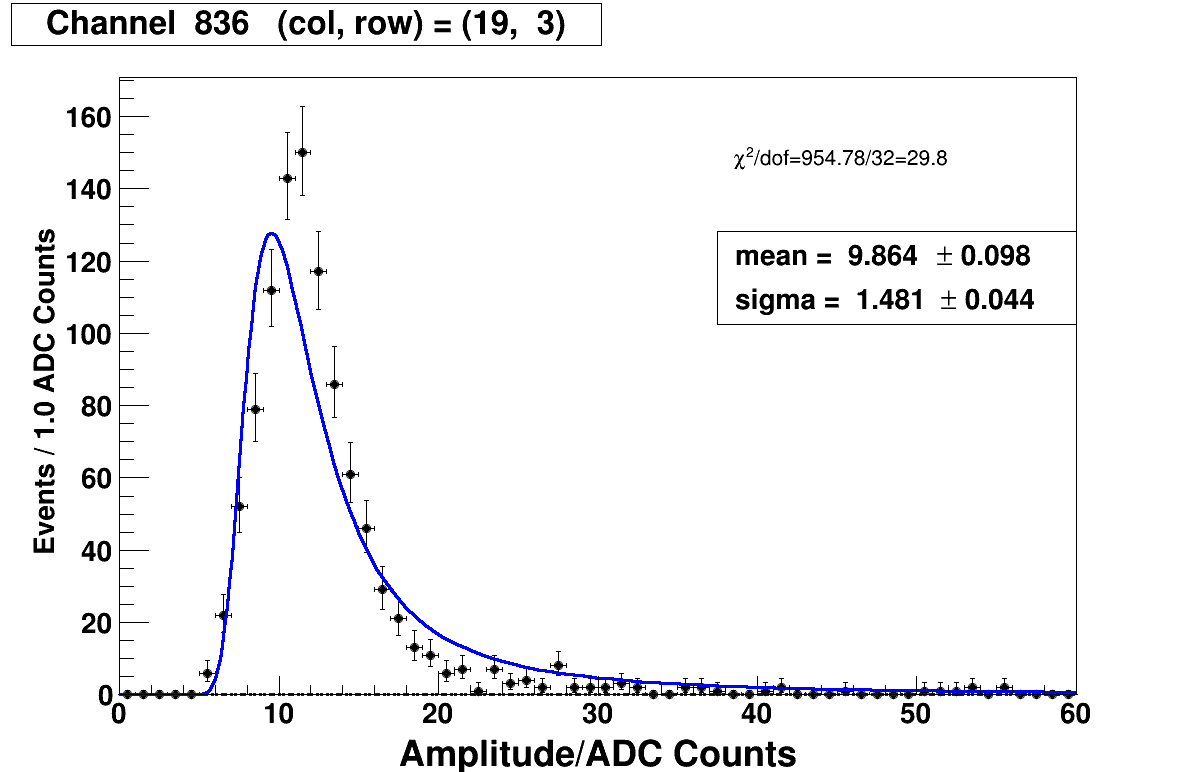 Channel 836 (col, row) = (19, 3)
160
140
120
100
80
60
40
20
0
Events / 1.0 ADC Counts
χ²/dof=954.78/32=29.8
mean = 9.864 ± 0.098
sigma = 1.481 ± 0.044
0 10 20 30 40 50 60
Amplitude/ADC Counts